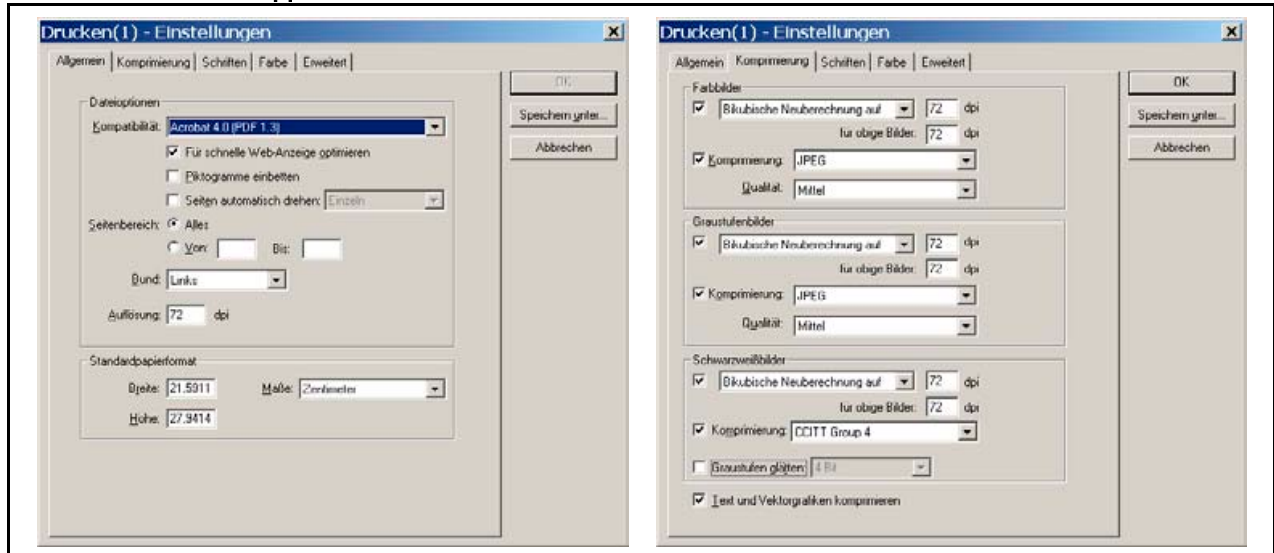 Drucken(1) - Einstellungen
Allgemein Komprimierung Schriften Farbe Erweitert
Dateioptionen
Kompatibilität: Acrobat 4.0 (PDF 1.3)
Für schnelle Web-Anzeige optimieren
Piktogramme einbetten
Seiten automatisch drehen: Einzeln
Seitenbereich: Alles
Von: Bis:
Bund: Links
Auflösung: 72 dpi
Standardpapierformat
Breite: 21.5911 Maße: Zentimeter
Höhe: 27.9414
OK
Speichern unter...
Abbrechen
Drucken(1) - Einstellungen
Allgemein Komprimierung Schriften Farbe Erweitert
Farbbilder
Bikubische Neuberechnung auf 72 dpi
für obige Bilder: 72 dpi
Komprimierung: JPEG
Qualität: Mittel
Graustufenbilder
Bikubische Neuberechnung auf 72 dpi
für obige Bilder: 72 dpi
Komprimierung: JPEG
Qualität: Mittel
Schwarzweißbilder
Bikubische Neuberechnung auf 72 dpi
für obige Bilder: 72 dpi
Komprimierung: CCITT Group 4
Graustufen glätten: 4 Bit
Text und Vektorgrafiken komprimieren
OK
Speichern unter...
Abbrechen